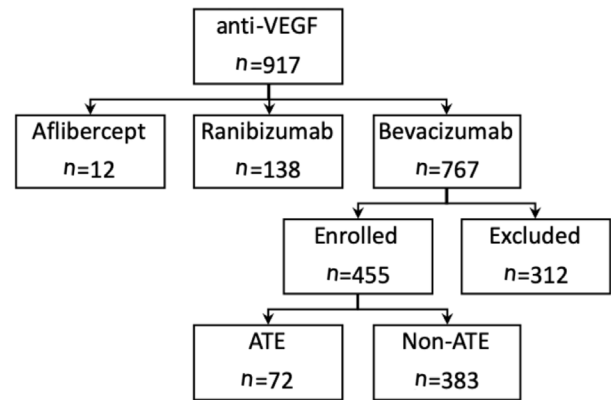 anti-VEGF
n=917
Aflibercept
n=12
Ranibizumab
n=138
Bevacizumab
n=767
Enrolled
n=455
Excluded
n=312
ATE
n=72
Non-ATE
n=383